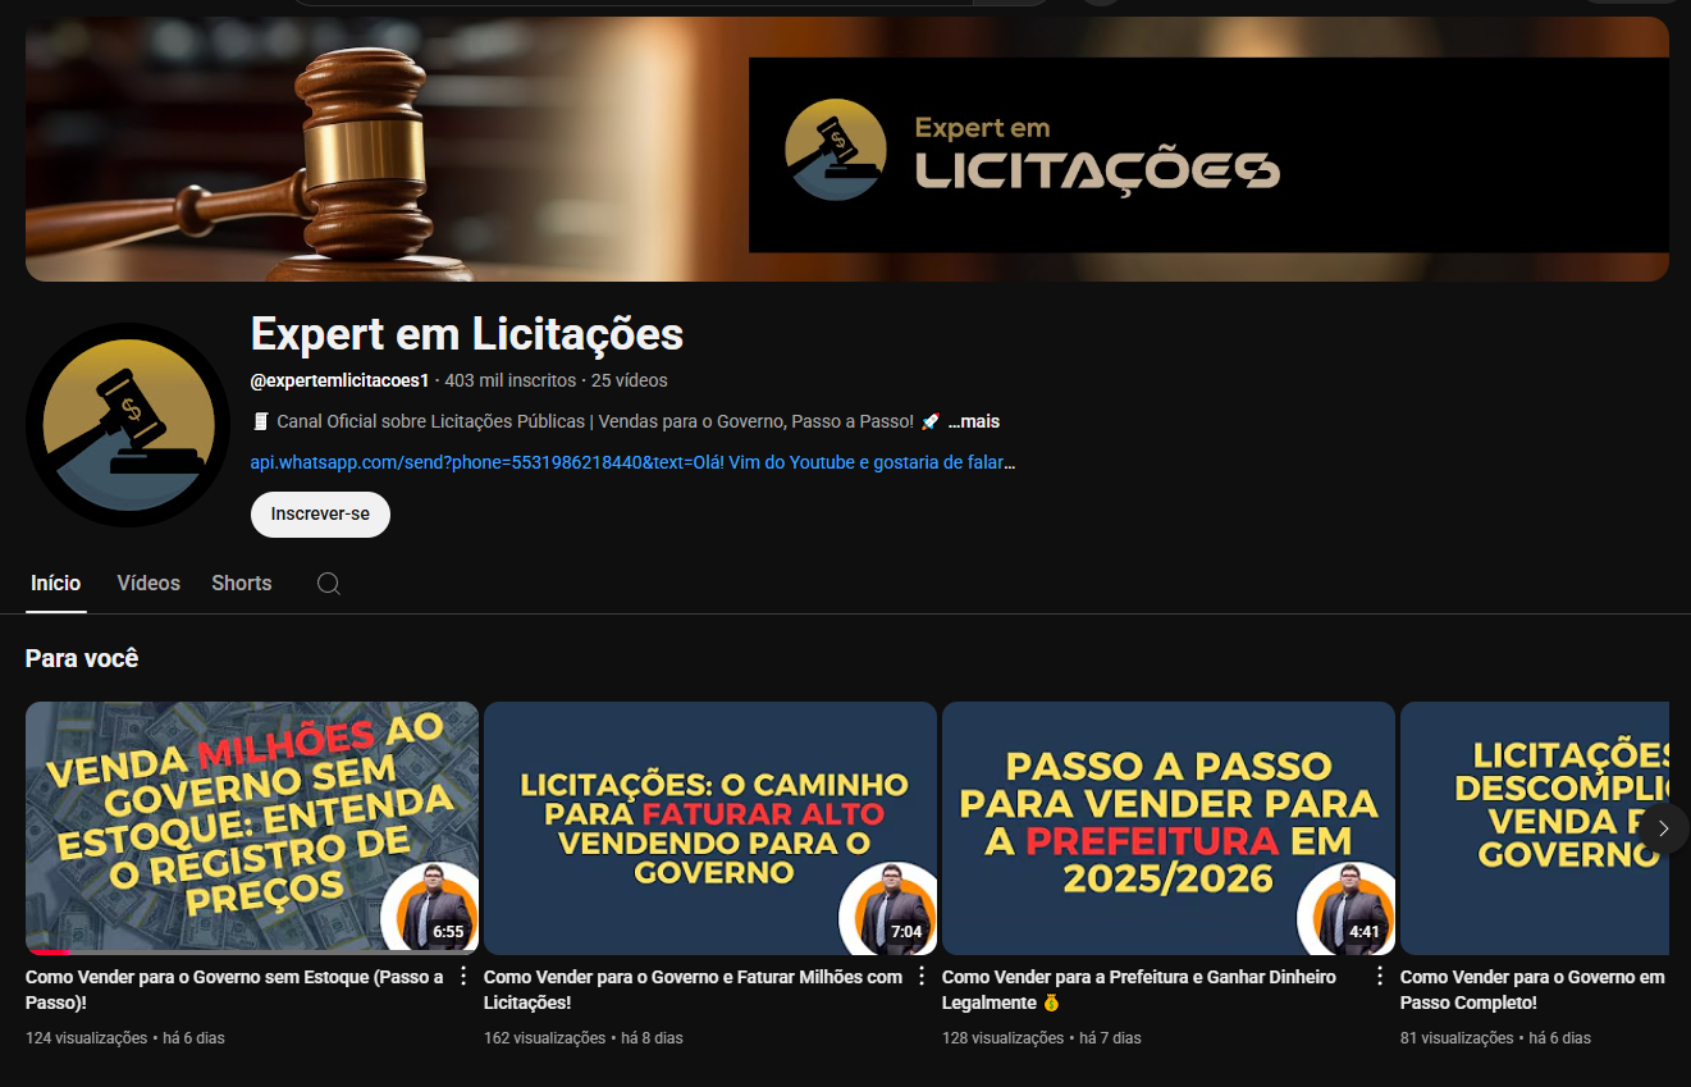 Expert em
LICITAÇÕES
Expert em Licitações
@expertemlicitacoes1 · 403 mil inscritos · 25 vídeos
🧾 Canal Oficial sobre Licitações Públicas | Vendas para o Governo, Passo a Passo! 🚀 ...mais
api.whatsapp.com/send?phone=5531986218440&text=Olá! Vim do Youtube e gostaria de falar...
Inscrever-se
Início Vídeos Shorts
Para você
VENDA MILHÕES AO
GOVERNO SEM
ESTOQUE: ENTENDA
O REGISTRO DE
PREÇOS
6:55
LICITAÇÕES: O CAMINHO
PARA FATURAR ALTO
VENDENDO PARA O
GOVERNO
7:04
PASSO A PASSO
PARA VENDER PARA
A PREFEITURA EM
2025/2026
4:41
LICITAÇÕES
VENDA
GOVERNO
Como Vender para o Governo sem Estoque (Passo a
Passo)!
124 visualizações • há 6 dias
Como Vender para o Governo e Faturar Milhões com
Licitações!
162 visualizações • há 8 dias
Como Vender para a Prefeitura e Ganhar Dinheiro
Legalmente 💰
128 visualizações • há 7 dias
Como Vender para o Governo em
Passo Completo!
81 visualizações • há 6 dias